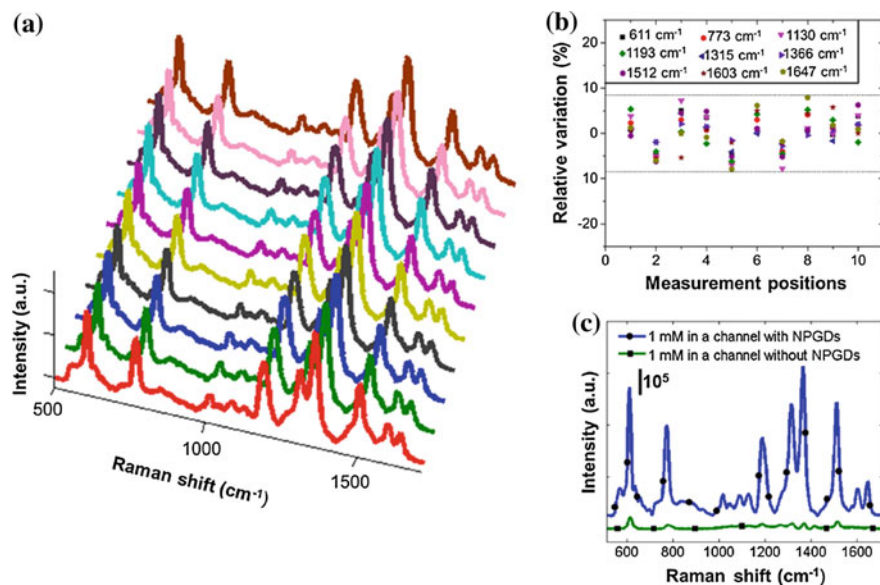 (a)
Intensity (a.u.)
500
1000
1500
Raman shift (cm⁻¹)
(b)
Relative variation (%)
20
10
0
10
20
611 cm⁻¹
773 cm⁻¹
1130 cm⁻¹
1193 cm⁻¹
1315 cm⁻¹
1366 cm⁻¹
1512 cm⁻¹
1603 cm⁻¹
1647 cm⁻¹
0 2 4 6 8 10
Measurement positions
(c)
Intensity (a.u.)
1 mM in a channel with NPGDs
1 mM in a channel without NPGDs
10⁵
600 800 1000 1200 1400 1600
Raman shift (cm⁻¹)